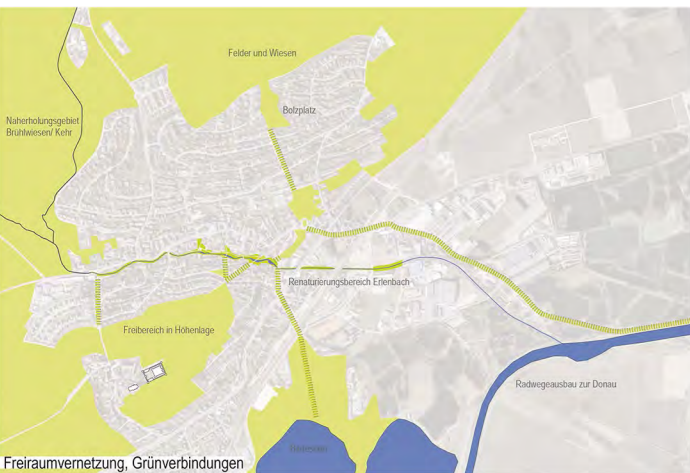 Felder und Wiesen
Bolzplatz
Naherholungsgebiet
Brühlwiesen/ Kehr
Renaturierungsbereich Erlenbach
Freibereich in Höhenlage
Radwegeausbau zur Donau
Freiraumvernetzung, Grünverbindungen